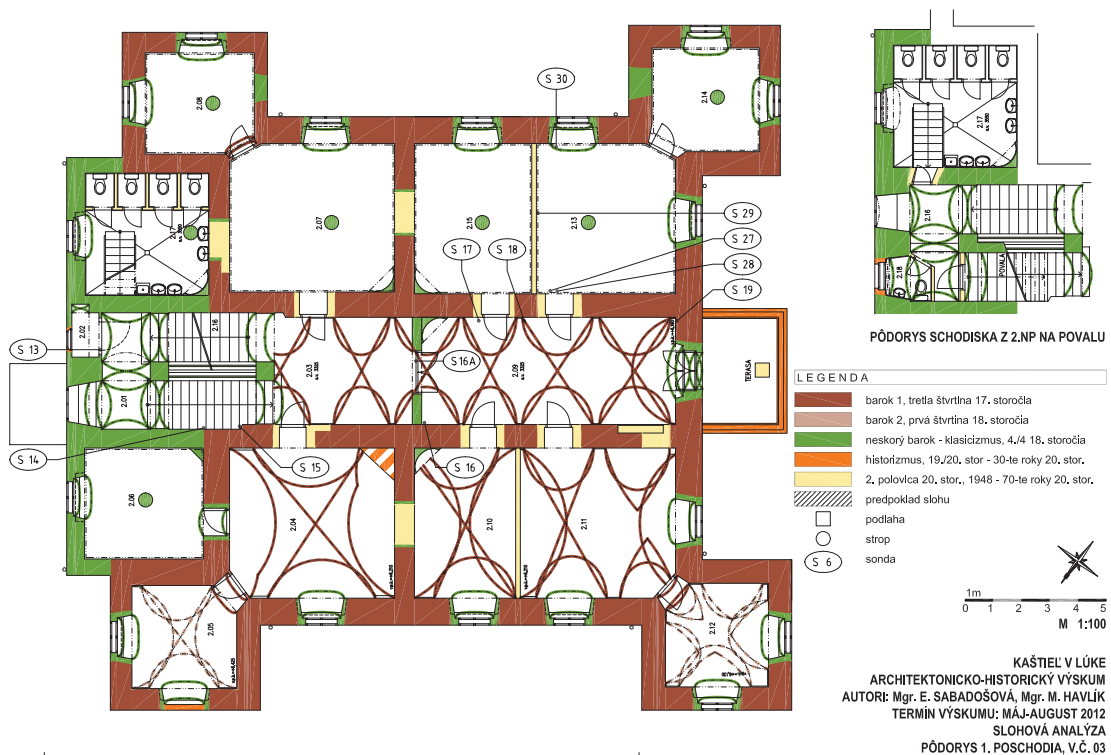 S 30
2.08
2.14
2.17
2.07
2.15
2.13
S 29
S 27
S 17
S 18
S 28
S 19
2.02
2.16
S 13
2.03
S16A
2.09
TERASA
2.01
S 14
S 15
S 16
2.06
2.04
2.10
2.11
2.05
2.12
2.17
2.16
2.18
POVALA
PÔDORYS SCHODISKA Z 2.NP NA POVALU
LEGENDA
barok 1, tretia štvrtina 17. storočia
barok 2, prvá štvrtina 18. storočia
neskorý barok - klasicizmus, 4./4 18. storočia
historizmus, 19./20. stor - 30-te roky 20. stor.
2. polovica 20. stor., 1948 - 70-te roky 20. stor.
predpoklad slohu
podlaha
strop
S 6 sonda
1m
0 1 2 3 4 5
M 1:100
KAŠTIEĽ V LÚKE
ARCHITEKTONICKO-HISTORICKÝ VÝSKUM
AUTORI: Mgr. E. SABADOŠOVÁ, Mgr. M. HAVLÍK
TERMÍN VÝSKUMU: MÁJ-AUGUST 2012
SLOHOVÁ ANALÝZA
PÔDORYS 1. POSCHODIA, V.Č. 03